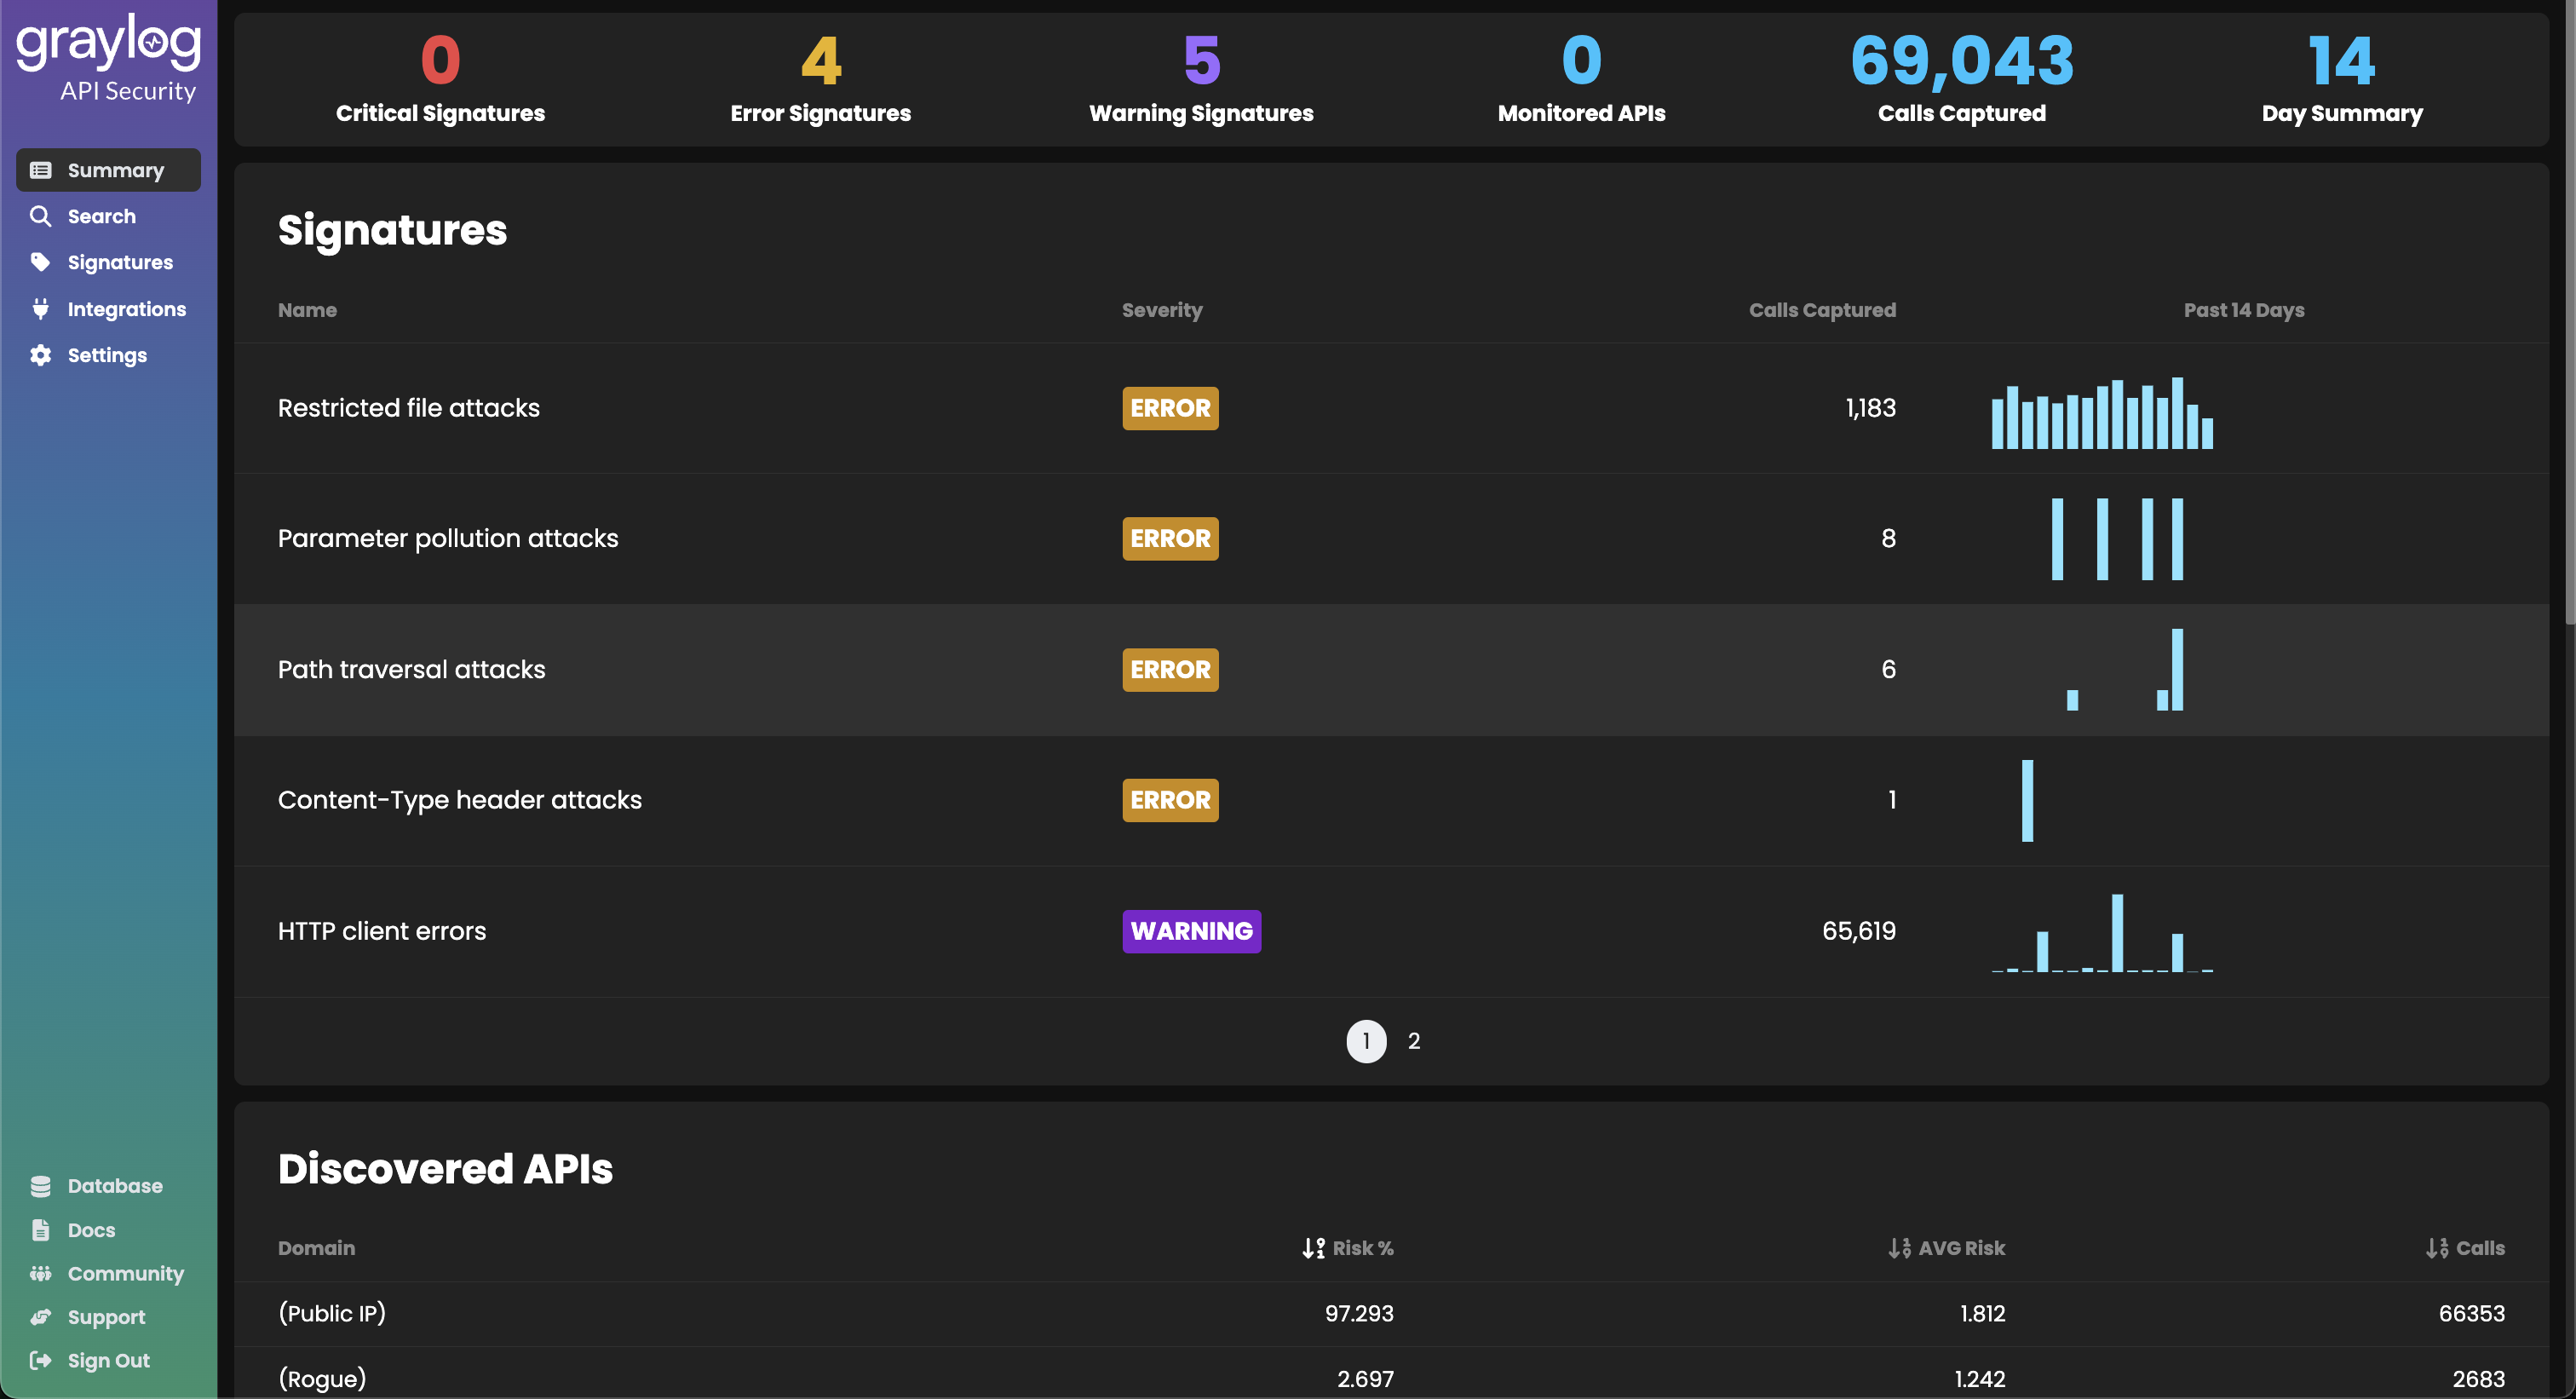 graylog
API Security
Summary
Search
Signatures
Integrations
Settings
Database
Docs
Community
Support
Sign Out
0 4 5 0 69,043 14
Critical Signatures Error Signatures Warning Signatures Monitored APIs Calls Captured Day Summary
Signatures
Name Severity Calls Captured Past 14 Days
Restricted file attacks ERROR 1,183
Parameter pollution attacks ERROR 8
Path traversal attacks ERROR 6
Content-Type header attacks ERROR 1
HTTP client errors WARNING 65,619
1 2
Discovered APIs
Domain Risk % AVG Risk Calls
(Public IP) 97.293 1.812 66353
(Rogue) 2.697 1.242 2683